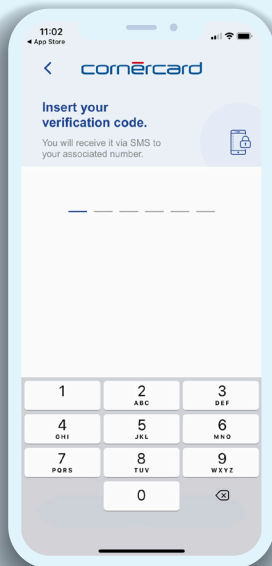 11:02
◀ App Store
cornèrcard
Insert your
verification code.
You will receive it via SMS to
your associated number.
1
2
ABC
3
DEF
4
GHI
5
JKL
6
MNO
7
PQRS
8
TUV
9
WXYZ
0